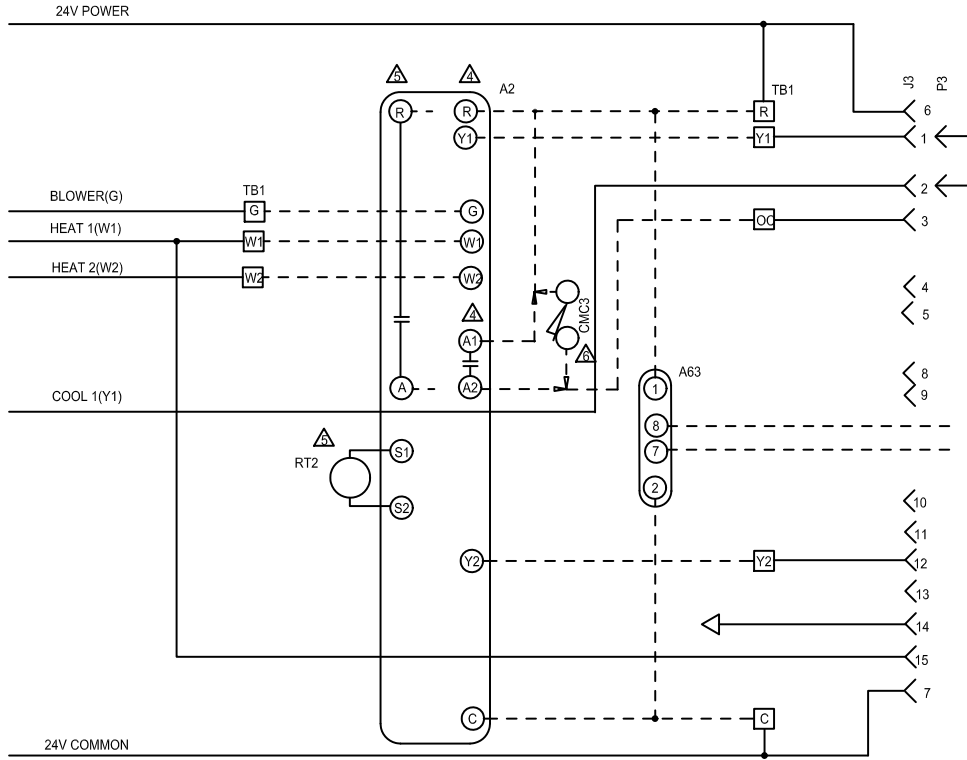 24V POWER
5
4
A2
TB1
J3
P3
R
R
R
6
Y1
Y1
1
TB1
2
BLOWER(G)
G
G
OC
3
HEAT 1(W1)
W1
W1
HEAT 2(W2)
W2
W2
4
CMC3
4
5
A1
6
A63
8
A
A2
1
9
COOL 1(Y1)
8
5
RT2
S1
7
2
10
S2
11
Y2
Y2
12
13
14
15
7
C
C
24V COMMON